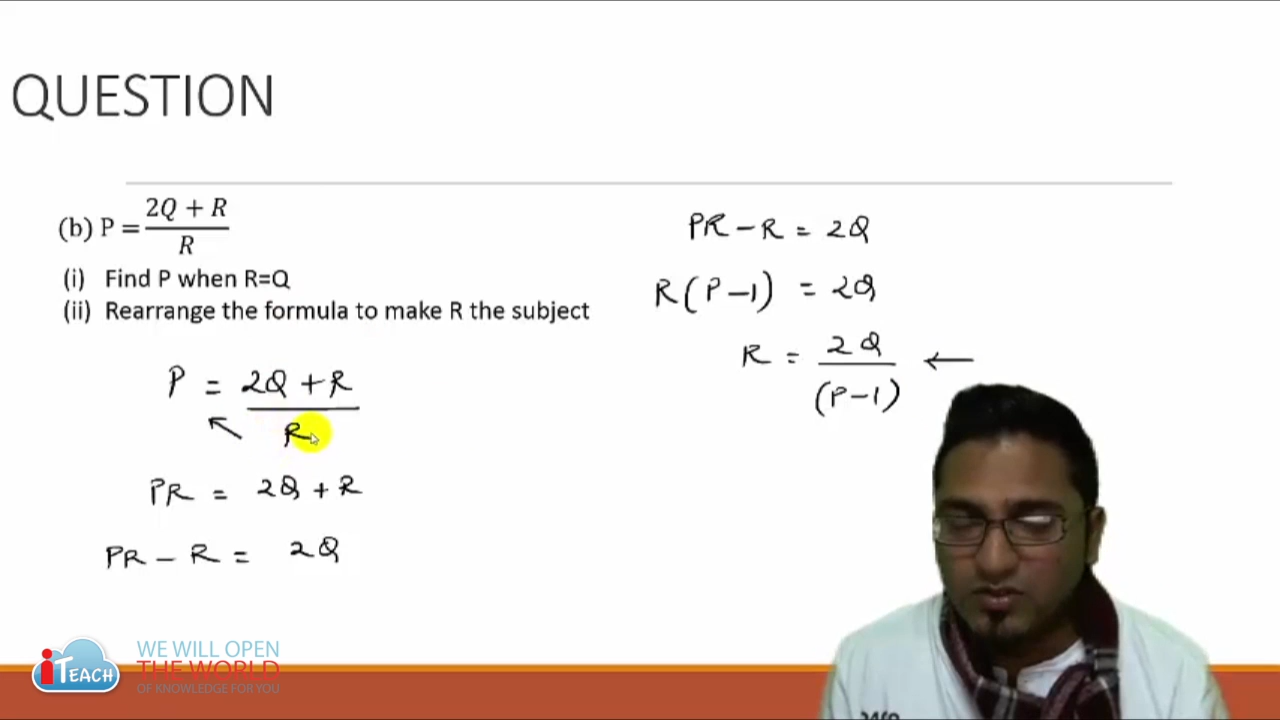 QUESTION
(b) P = (2Q + R)/R
(i) Find P when R=Q
(ii) Rearrange the formula to make R the subject
P = (2Q + R)/R
PR = 2Q + R
PR - R = 2Q
PR - R = 2Q
R(P-1) = 2Q
R = 2Q/(P-1) ←
iTEACH
WE WILL OPEN
THE WORLD
OF KNOWLEDGE FOR YOU